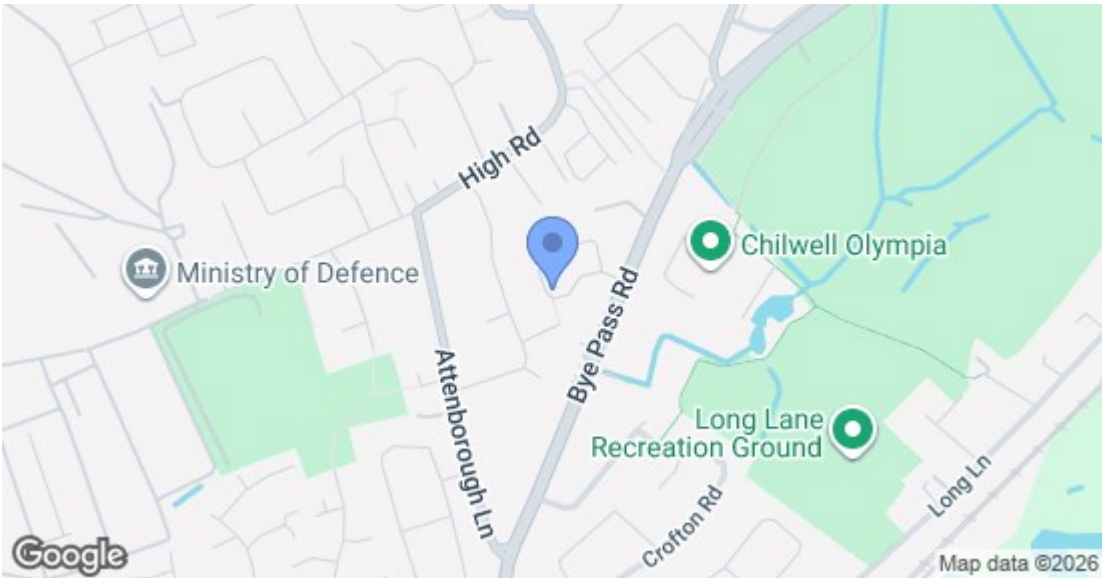 High Rd
Chilwell Olympia
Ministry of Defence
Bye Pass Rd
Attenborough Ln
Long Lane
Recreation Ground
Long Ln
Crofton Rd
Google
Map data ©2026